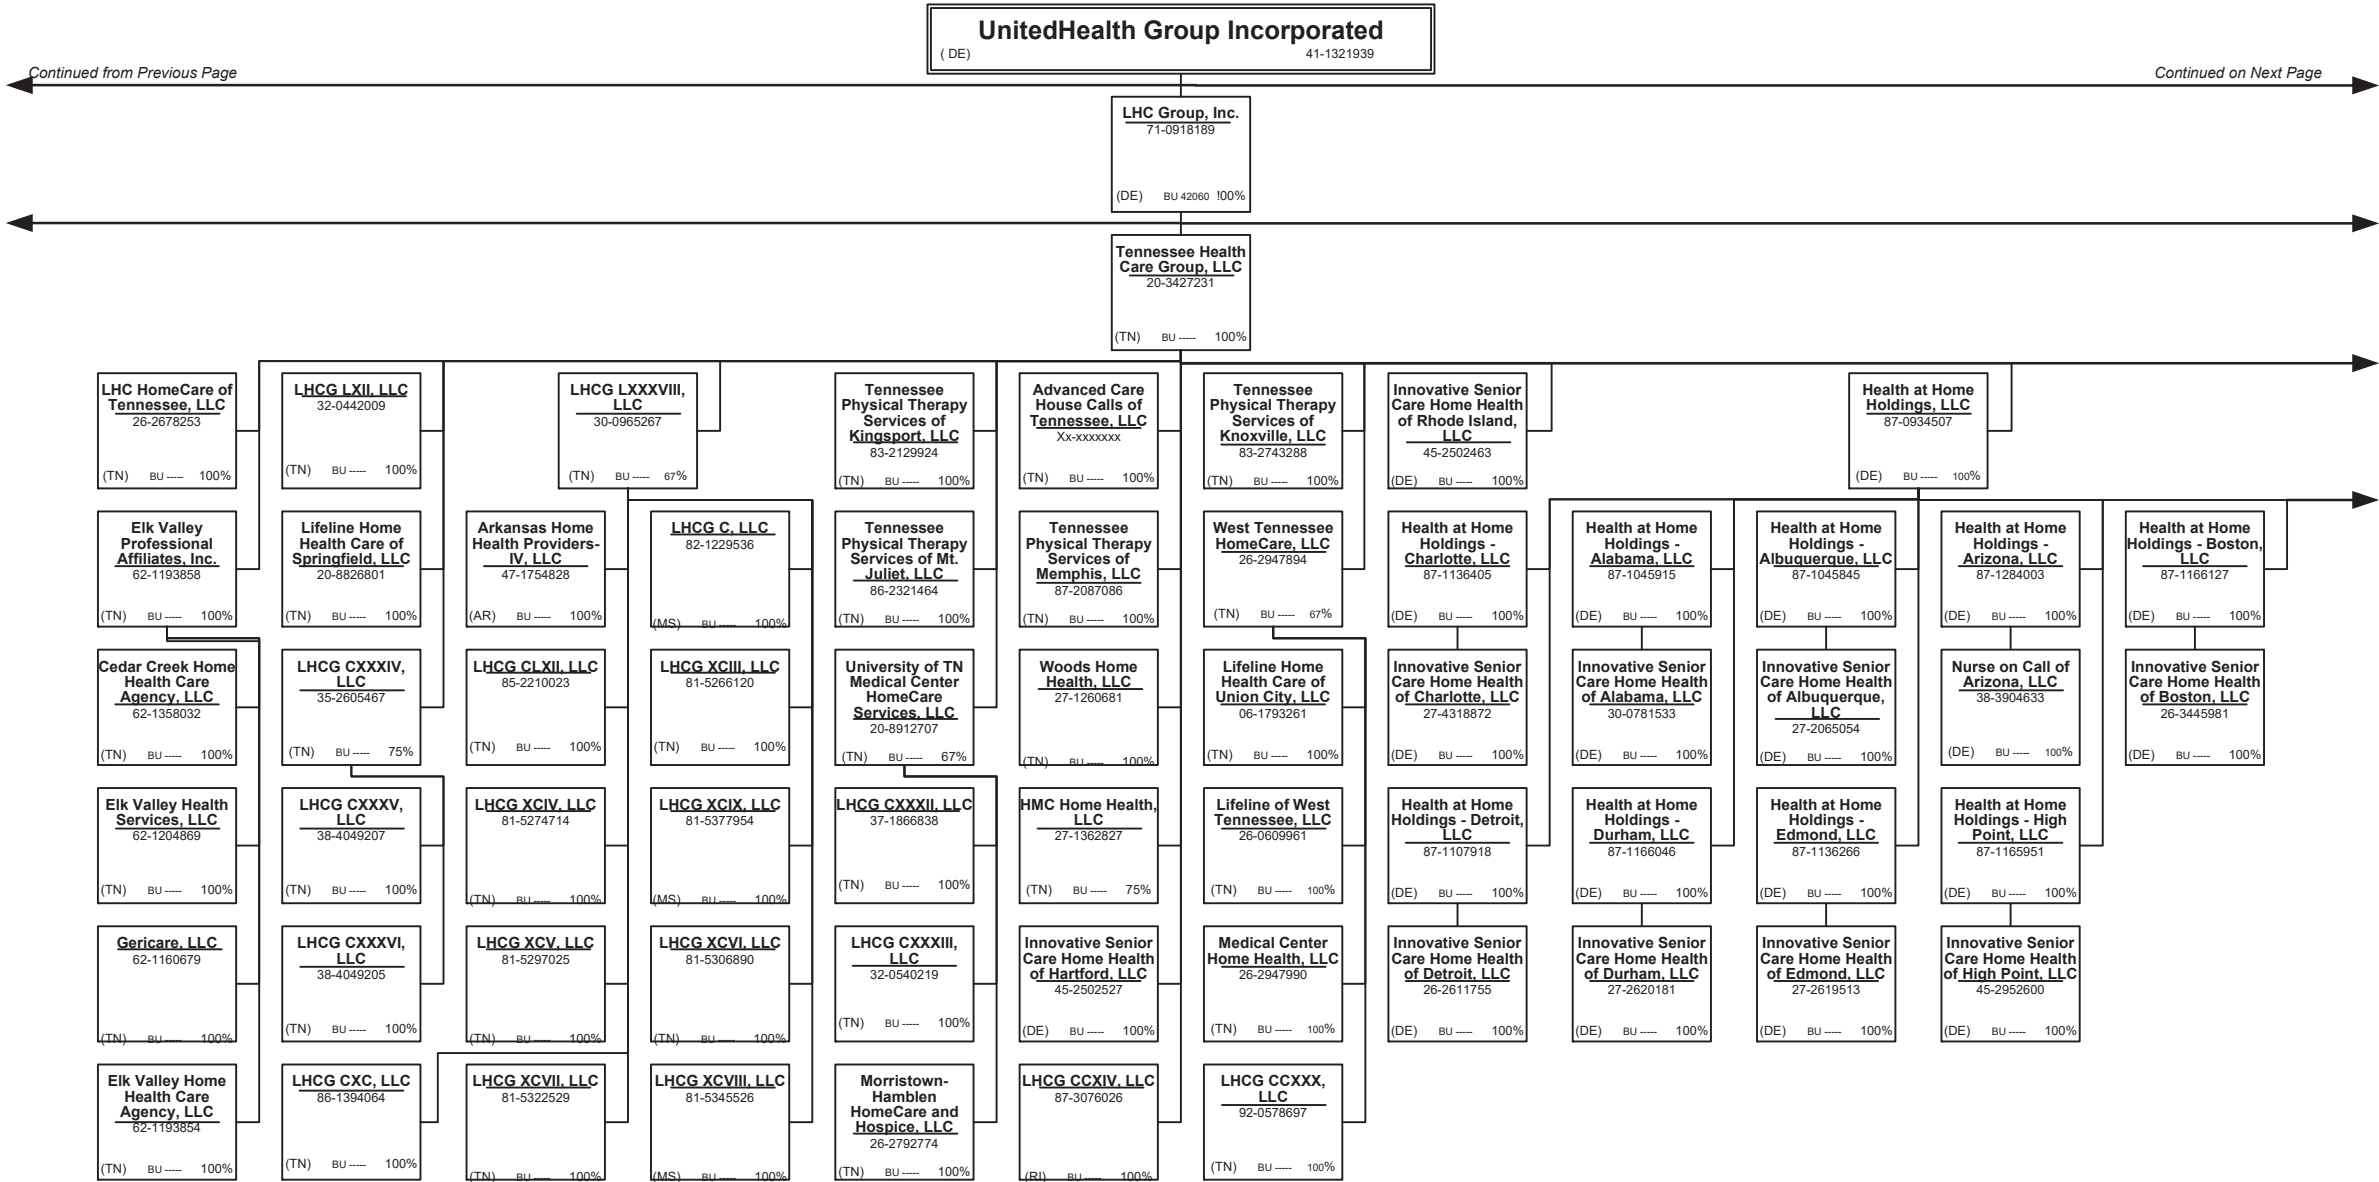 UnitedHealth Group Incorporated
( DE) 41-1321939
Continued from Previous Page
Continued on Next Page
LHC Group, Inc.
71-0918189
(DE) BU 42060 !00%
Tennessee Health
Care Group, LLC
20-3427231
(TN) BU ----- 100%
LHC HomeCare of
Tennessee, LLC
26-2678253
(TN) BU ----- 100%
LHCG LXII, LLC
32-0442009
(TN) BU ----- 100%
LHCG LXXXVIII,
LLC
30-0965267
(TN) BU ----- 67%
Tennessee
Physical Therapy
Services of
Kingsport, LLC
83-2129924
(TN) BU ----- 100%
Advanced Care
House Calls of
Tennessee, LLC
Xx-xxxxxxx
(TN) BU ----- 100%
Tennessee
Physical Therapy
Services of
Knoxville, LLC
83-2743288
(TN) BU ----- 100%
Innovative Senior
Care Home Health
of Rhode Island,
LLC
45-2502463
(DE) BU ----- 100%
Health at Home
Holdings, LLC
87-0934507
(DE) BU ----- 100%
Elk Valley
Professional
Affiliates, Inc.
62-1193858
(TN) BU ----- 100%
Lifeline Home
Health Care of
Springfield, LLC
20-8826801
(TN) BU ----- 100%
Arkansas Home
Health Providers-
IV, LLC
47-1754828
(AR) BU ----- 100%
LHCG C, LLC
82-1229536
(MS) BU ----- 100%
Tennessee
Physical Therapy
Services of Mt.
Juliet, LLC
86-2321464
(TN) BU ----- 100%
Tennessee
Physical Therapy
Services of
Memphis, LLC
87-2087086
(TN) BU ----- 100%
West Tennessee
HomeCare, LLC
26-2947894
(TN) BU ----- 67%
Health at Home
Holdings -
Charlotte, LLC
87-1136405
(DE) BU ----- 100%
Health at Home
Holdings -
Alabama, LLC
87-1045915
(DE) BU ----- 100%
Health at Home
Holdings -
Albuquerque, LLC
87-1045845
(DE) BU ----- 100%
Health at Home
Holdings -
Arizona, LLC
87-1284003
(DE) BU ----- 100%
Health at Home
Holdings - Boston,
LLC
87-1166127
(DE) BU ----- 100%
Cedar Creek Home
Health Care
Agency, LLC
62-1358032
(TN) BU ----- 100%
LHCG CXXXIV,
LLC
35-2605467
(TN) BU ----- 75%
LHCG CLXII, LLC
85-2210023
(TN) BU ----- 100%
LHCG XCIII, LLC
81-5266120
(TN) BU ----- 100%
University of TN
Medical Center
HomeCare
Services, LLC
20-8912707
(TN) BU ----- 67%
Woods Home
Health, LLC
27-1260681
(TN) BU ----- 100%
Lifeline Home
Health Care of
Union City, LLC
06-1793261
(TN) BU ----- 100%
Innovative Senior
Care Home Health
of Charlotte, LLC
27-4318872
(DE) BU ----- 100%
Innovative Senior
Care Home Health
of Alabama, LLC
30-0781533
(DE) BU ----- 100%
Innovative Senior
Care Home Health
of Albuquerque,
LLC
27-2065054
(DE) BU ----- 100%
Nurse on Call of
Arizona, LLC
38-3904633
(DE) BU ----- 100%
Innovative Senior
Care Home Health
of Boston, LLC
26-3445981
(DE) BU ----- 100%
Elk Valley Health
Services, LLC
62-1204869
(TN) BU ----- 100%
LHCG CXXXV,
LLC
38-4049207
(TN) BU ----- 100%
LHCG XCIV, LLC
81-5274714
(TN) BU ----- 100%
LHCG XCIX, LLC
81-5377954
(MS) BU ----- 100%
LHCG CXXXII, LLC
37-1866838
(TN) BU ----- 100%
HMC Home Health,
LLC
27-1362827
(TN) BU ----- 75%
Lifeline of West
Tennessee, LLC
26-0609961
(TN) BU ----- 100%
Health at Home
Holdings - Detroit,
LLC
87-1107918
(DE) BU ----- 100%
Health at Home
Holdings -
Durham, LLC
87-1166046
(DE) BU ----- 100%
Health at Home
Holdings -
Edmond, LLC
87-1136266
(DE) BU ----- 100%
Health at Home
Holdings - High
Point, LLC
87-1165951
(DE) BU ----- 100%
Gericare, LLC
62-1160679
(TN) BU ----- 100%
LHCG CXXXVI,
LLC
38-4049205
(TN) BU ----- 100%
LHCG XCV, LLC
81-5297025
(TN) BU ----- 100%
LHCG XCVI, LLC
81-5306890
(TN) BU ----- 100%
LHCG CXXXIII,
LLC
32-0540219
(TN) BU ----- 100%
Innovative Senior
Care Home Health
of Hartford, LLC
45-2502527
(DE) BU ----- 100%
Medical Center
Home Health, LLC
26-2947990
(TN) BU ----- 100%
Innovative Senior
Care Home Health
of Detroit, LLC
26-2611755
(DE) BU ----- 100%
Innovative Senior
Care Home Health
of Durham, LLC
27-2620181
(DE) BU ----- 100%
Innovative Senior
Care Home Health
of Edmond, LLC
27-2619513
(DE) BU ----- 100%
Innovative Senior
Care Home Health
of High Point, LLC
45-2952600
(DE) BU ----- 100%
Elk Valley Home
Health Care
Agency, LLC
62-1193854
(TN) BU ----- 100%
LHCG CXC, LLC
86-1394064
(TN) BU ----- 100%
LHCG XCVII, LLC
81-5322529
(TN) BU ----- 100%
LHCG XCVIII, LLC
81-5345526
(MS) BU ----- 100%
Morristown-
Hamblen
HomeCare and
Hospice, LLC
26-2792774
(TN) BU ----- 100%
LHCG CCXIV, LLC
87-3076026
(RI) BU ----- 100%
LHCG CCXXX,
LLC
92-0578697
(TN) BU ----- 100%